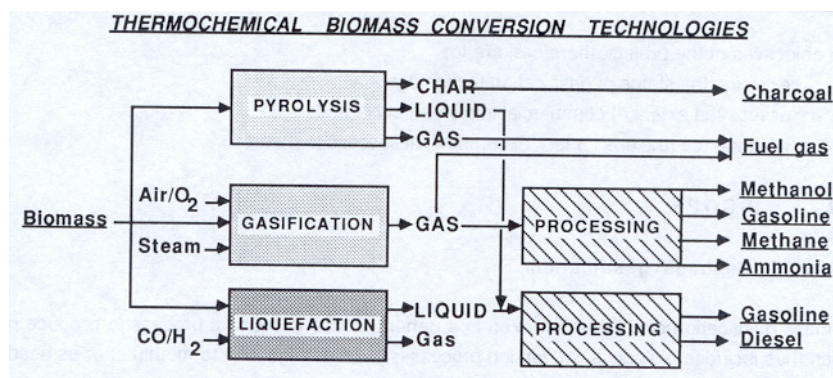 THERMOCHEMICAL BIOMASS CONVERSION TECHNOLOGIES
PYROLYSIS
CHAR
LIQUID
GAS
Charcoal
Fuel gas
Biomass
Air/O2
Steam
GASIFICATION
GAS
PROCESSING
Methanol
Gasoline
Methane
Ammonia
CO/H2
LIQUEFACTION
LIQUID
Gas
PROCESSING
Gasoline
Diesel